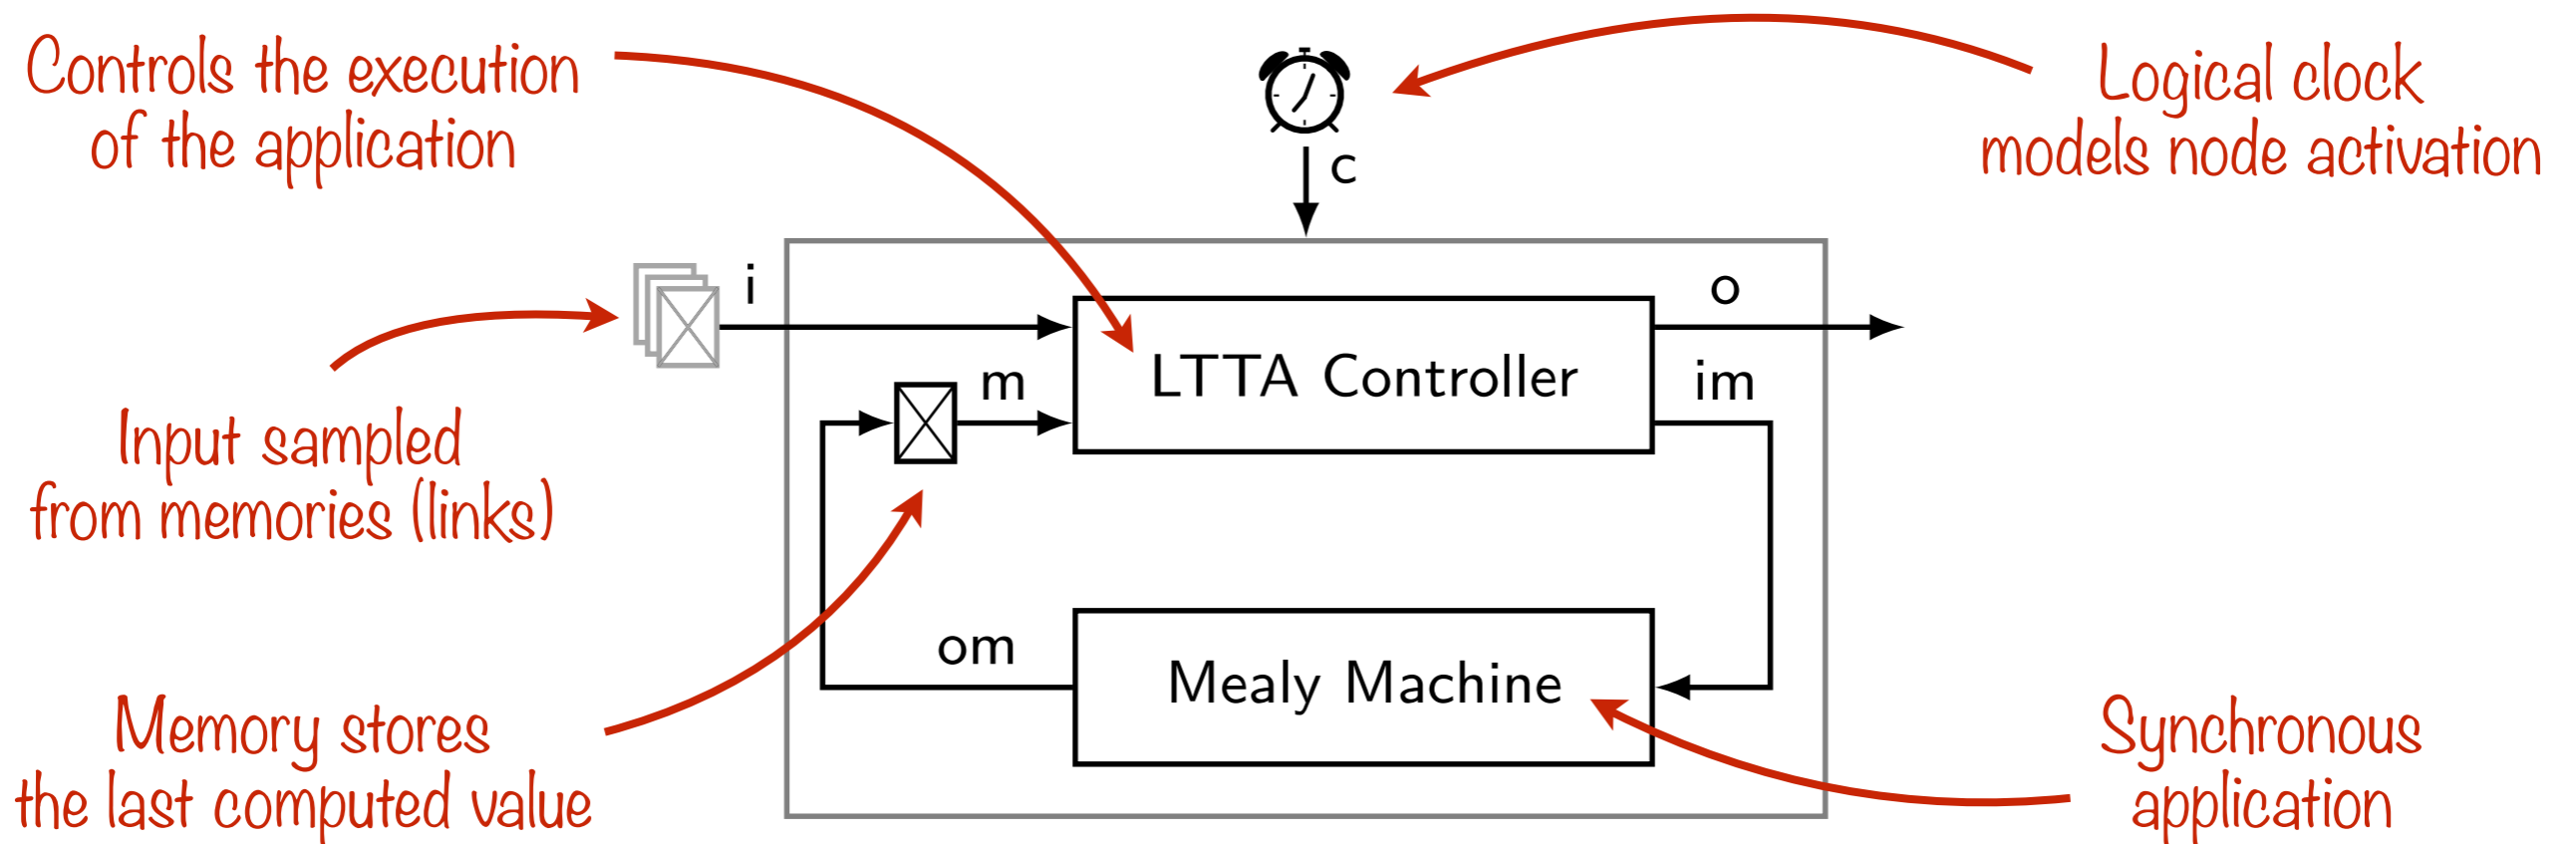 Controls the execution
of the application
Logical clock
models node activation
c
i
o
LTTA Controller
m
im
Input sampled
from memories (links)
om
Mealy Machine
Memory stores
the last computed value
Synchronous
application